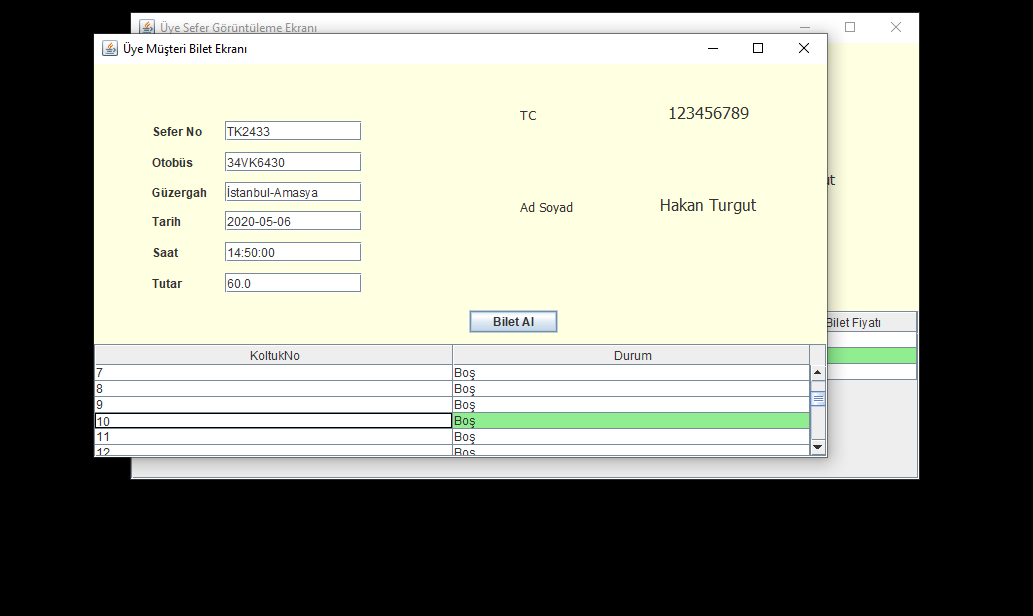 Üye Sefer Görüntüleme Ekranı
Üye Müşteri Bilet Ekranı
TC 123456789
Sefer No TK2433
Otobüs 34VK6430
Güzergah İstanbul-Amasya
Ad Soyad Hakan Turgut
Tarih 2020-05-06
Saat 14:50:00
Tutar 60.0
Bilet Al
Bilet Fiyatı
KoltukNo Durum
7 Boş
8 Boş
9 Boş
10 Boş
11 Boş
12 Boş